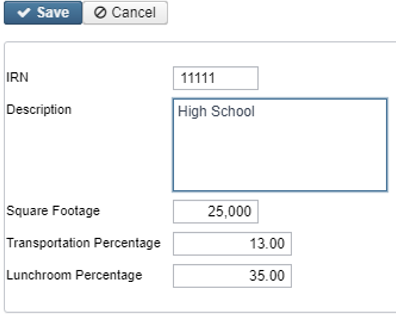 Save Cancel
IRN 11111
Description High School
Square Footage 25,000
Transportation Percentage 13.00
Lunchroom Percentage 35.00